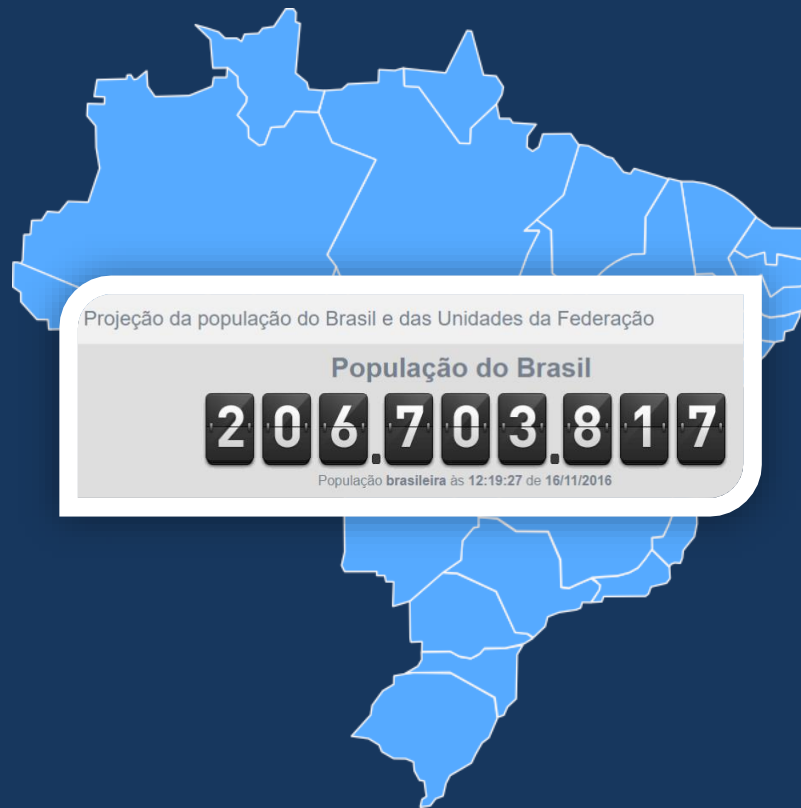 Projeção da população do Brasil e das Unidades da Federação
População do Brasil
206.703.817
População brasileira às 12:19:27 de 16/11/2016